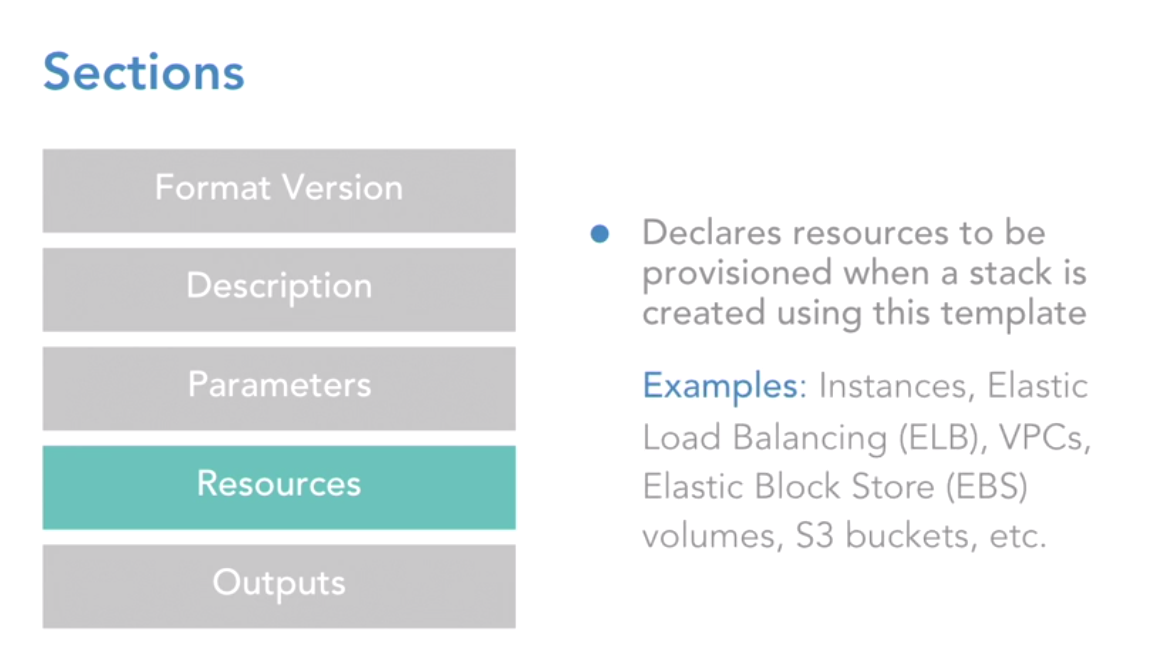 Sections
Format Version
Description
Parameters
Resources
Outputs
Declares resources to be
provisioned when a stack is
created using this template
Examples: Instances, Elastic
Load Balancing (ELB), VPCs,
Elastic Block Store (EBS)
volumes, S3 buckets, etc.